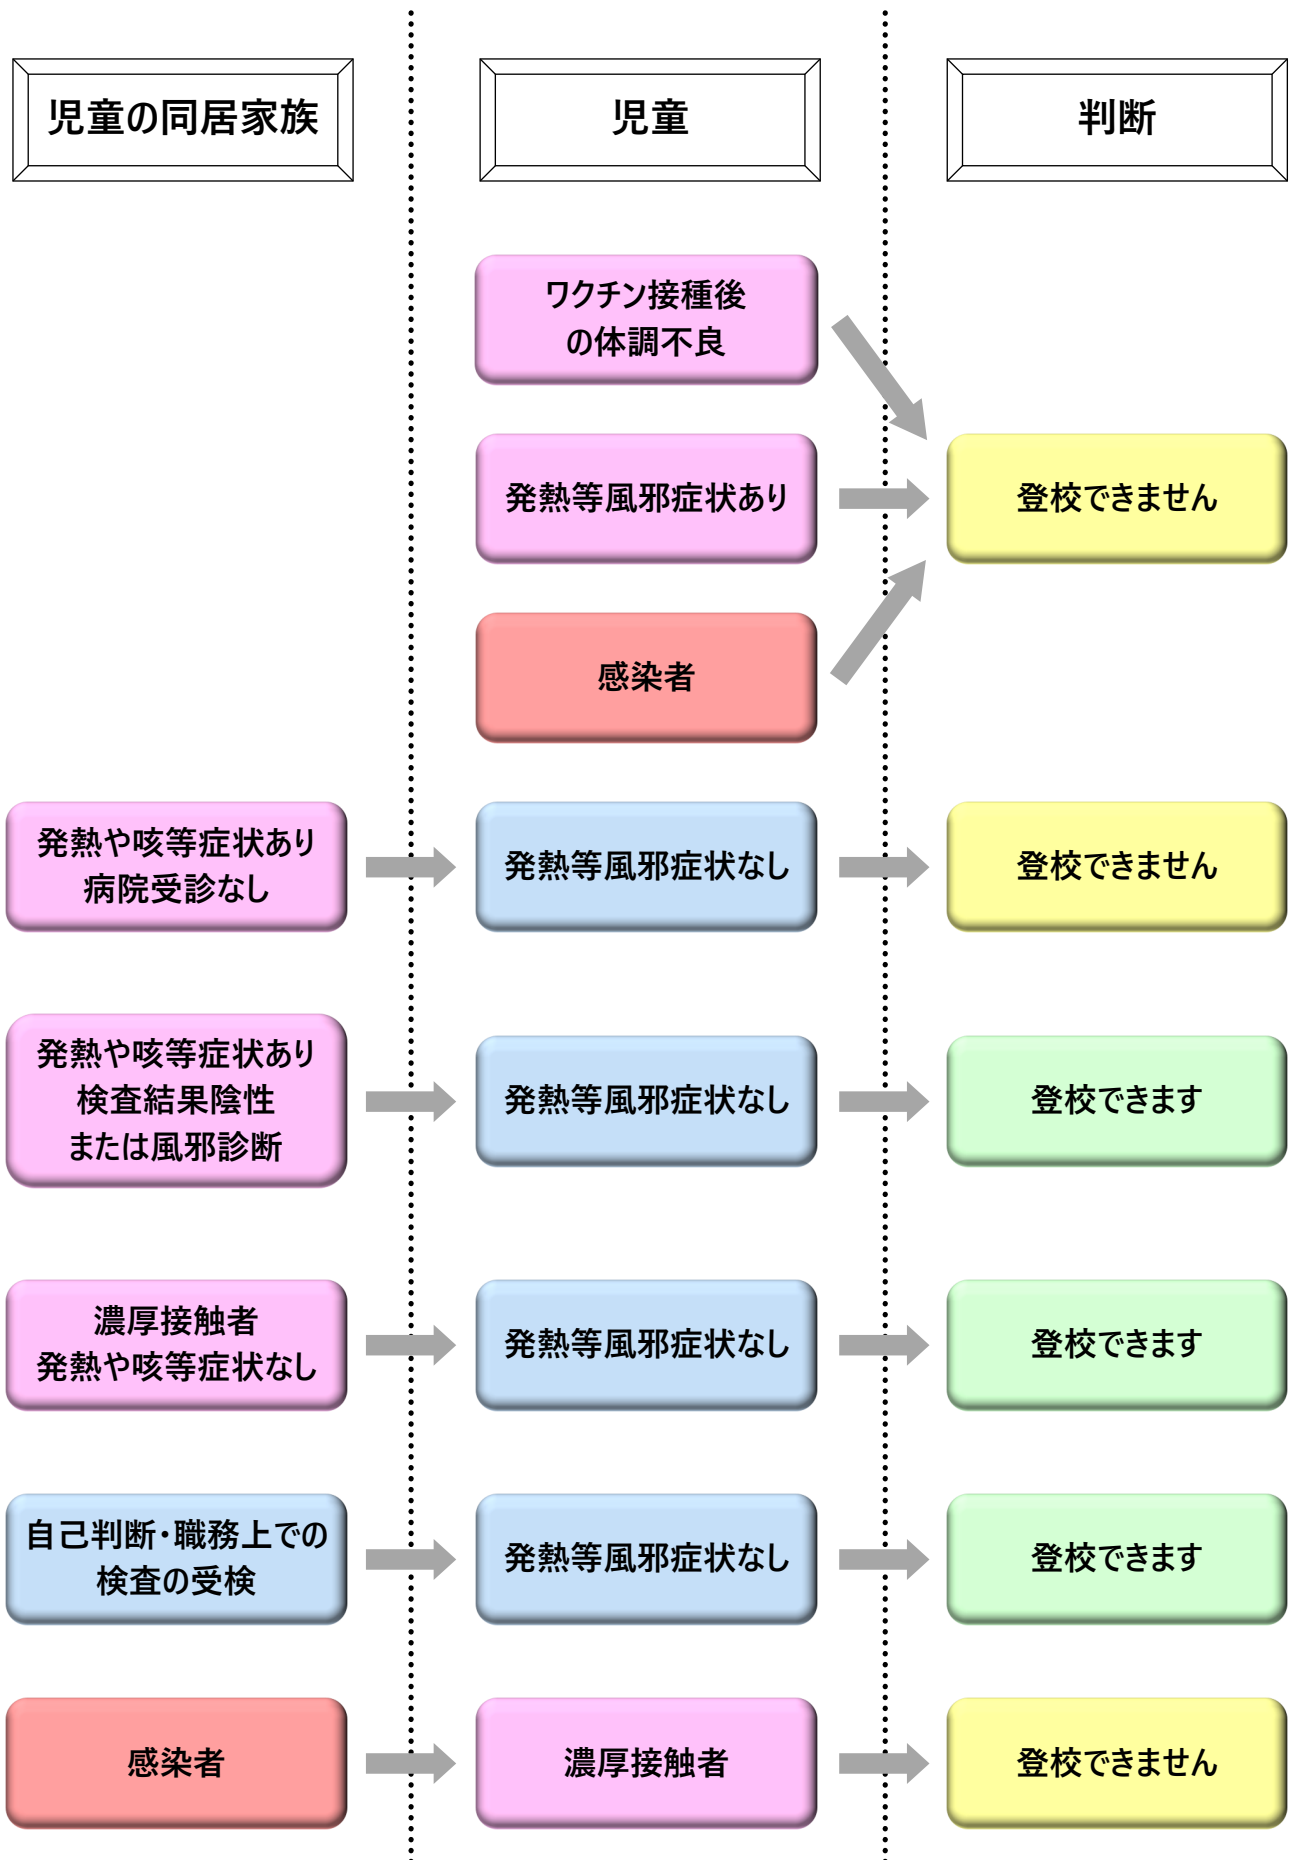 児童の同居家族
児童
判断
ワクチン接種後
の体調不良
発熱等風邪症状あり
登校できません
感染者
発熱や咳等症状あり
病院受診なし
発熱等風邪症状なし
登校できません
発熱や咳等症状あり
検査結果陰性
または風邪診断
発熱等風邪症状なし
登校できます
濃厚接触者
発熱や咳等症状なし
発熱等風邪症状なし
登校できます
自己判断・職務上での
検査の受検
発熱等風邪症状なし
登校できます
感染者
濃厚接触者
登校できません